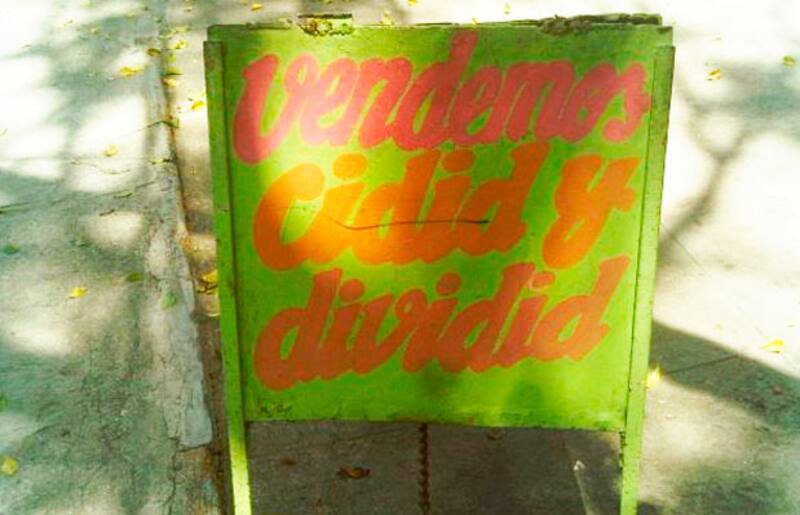 Vendemos
Cidid y
dividid